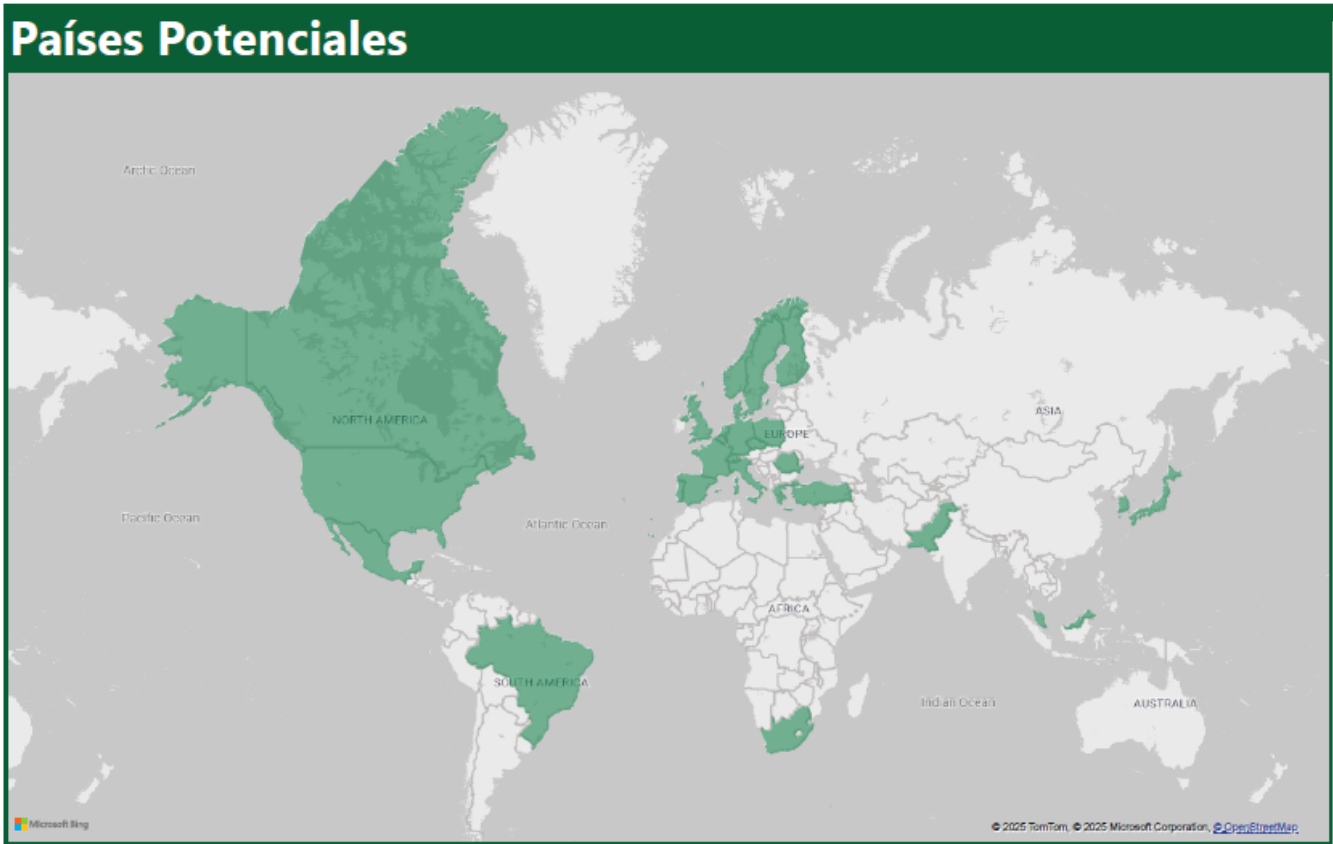 Países Potenciales
Arctic Ocean
NORTH AMERICA
ASIA
EUROPE
Pacific Ocean
Atlantic Ocean
AFRICA
SOUTH AMERICA
Indian Ocean
AUSTRALIA
Microsoft Bing
© 2025 TomTom, © 2025 Microsoft Corporation, © OpenStreetMap